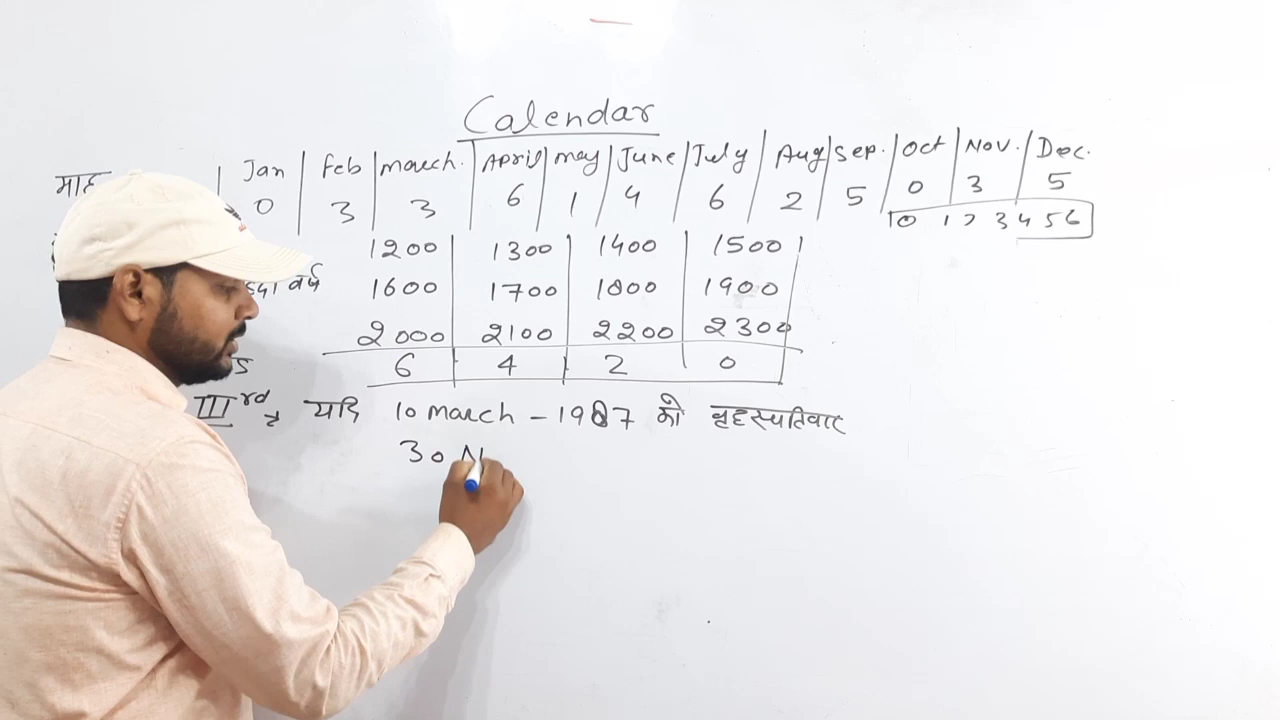 Calendar
माह Jan Feb march. April may June July Aug Sep. Oct Nov. Dec.
0 3 3 6 1 4 6 2 5 0 3 5
0 1 2 3 4 5 6
1200 1300 1400 1500
वर्ष 1600 1700 1800 1900
2000 2100 2200 2300
6 4 2 0
IIIrd यदि 10 march - 1987 को बृहस्पतिवार
30 N